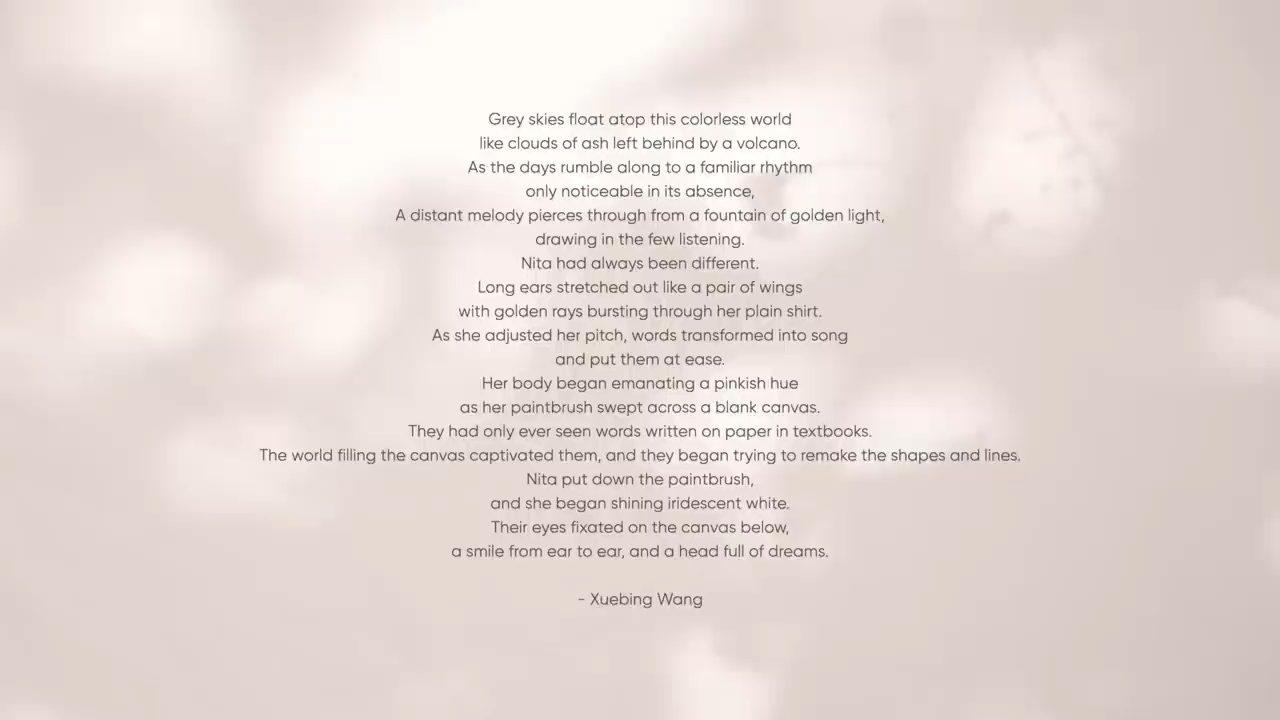 Grey skies float atop this colorless world
like clouds of ash left behind by a volcano.
As the days rumble along to a familiar rhythm
only noticeable in its absence,
A distant melody pierces through from a fountain of golden light,
drawing in the few listening.
Nita had always been different.
Long ears stretched out like a pair of wings
with golden rays bursting through her plain shirt.
As she adjusted her pitch, words transformed into song
and put them at ease.
Her body began emanating a pinkish hue
as her paintbrush swept across a blank canvas.
They had only ever seen words written on paper in textbooks.
The world filling the canvas captivated them, and they began trying to remake the shapes and lines.
Nita put down the paintbrush,
and she began shining iridescent white.
Their eyes fixated on the canvas below,
a smile from ear to ear, and a head full of dreams.
- Xuebing Wang